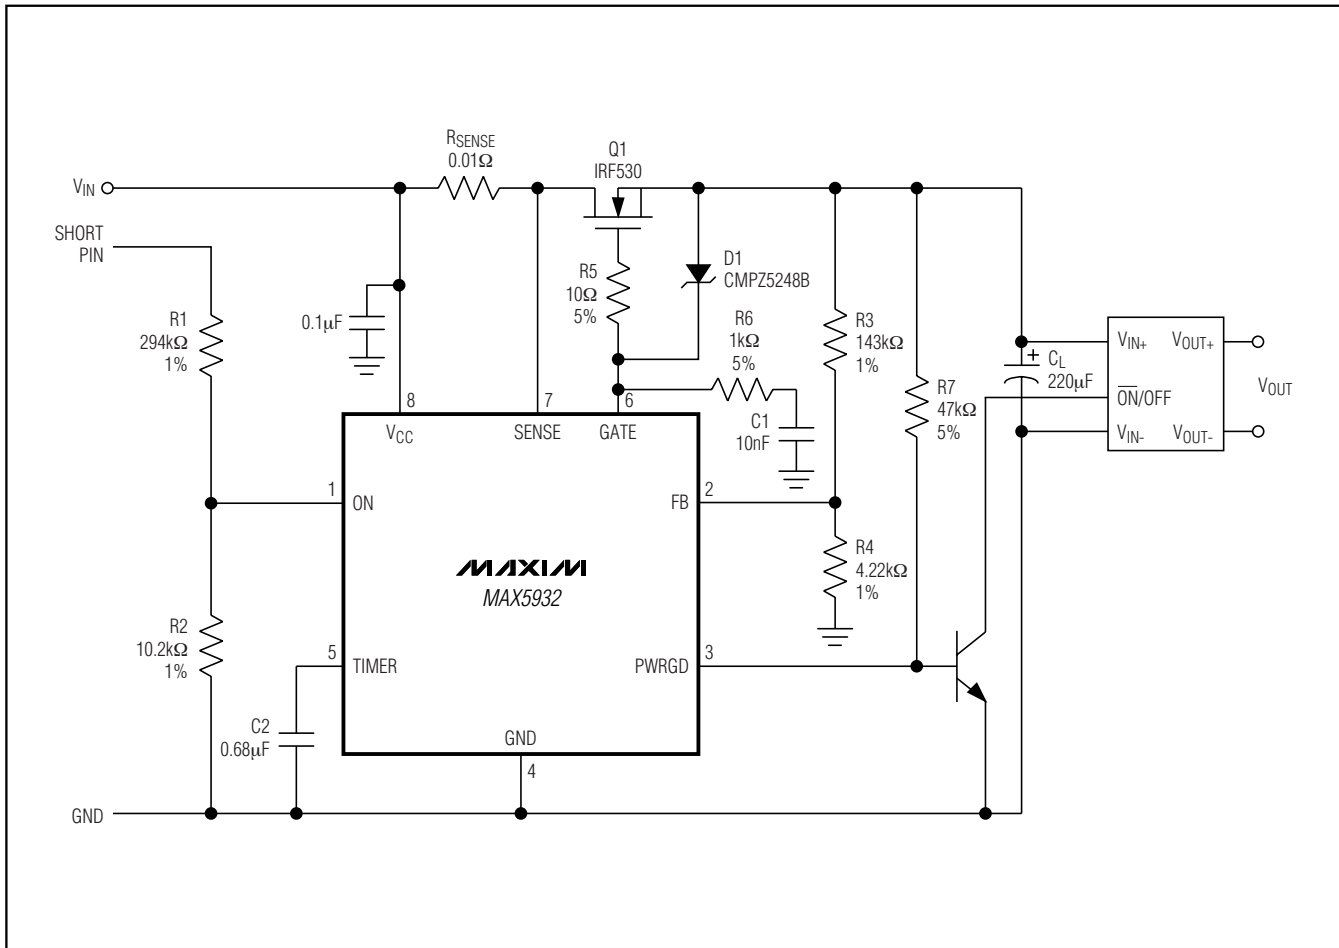 RSENSE
0.01Ω
Q1
IRF530
VIN
SHORT
PIN
D1
CMPZ5248B
R5
10Ω
5%
R6
1kΩ
5%
R1
294kΩ
1%
0.1µF
R3
143kΩ
1%
VIN+
VOUT+
CL
220µF
+
R7
47kΩ
5%
ON/OFF
VOUT
C1
10nF
VIN-
VOUT-
8
7
6
VCC
SENSE
GATE
1
ON
2
FB
MAXIM
MAX5932
R4
4.22kΩ
1%
R2
10.2kΩ
1%
5
TIMER
3
PWRGD
C2
0.68µF
GND
4
GND